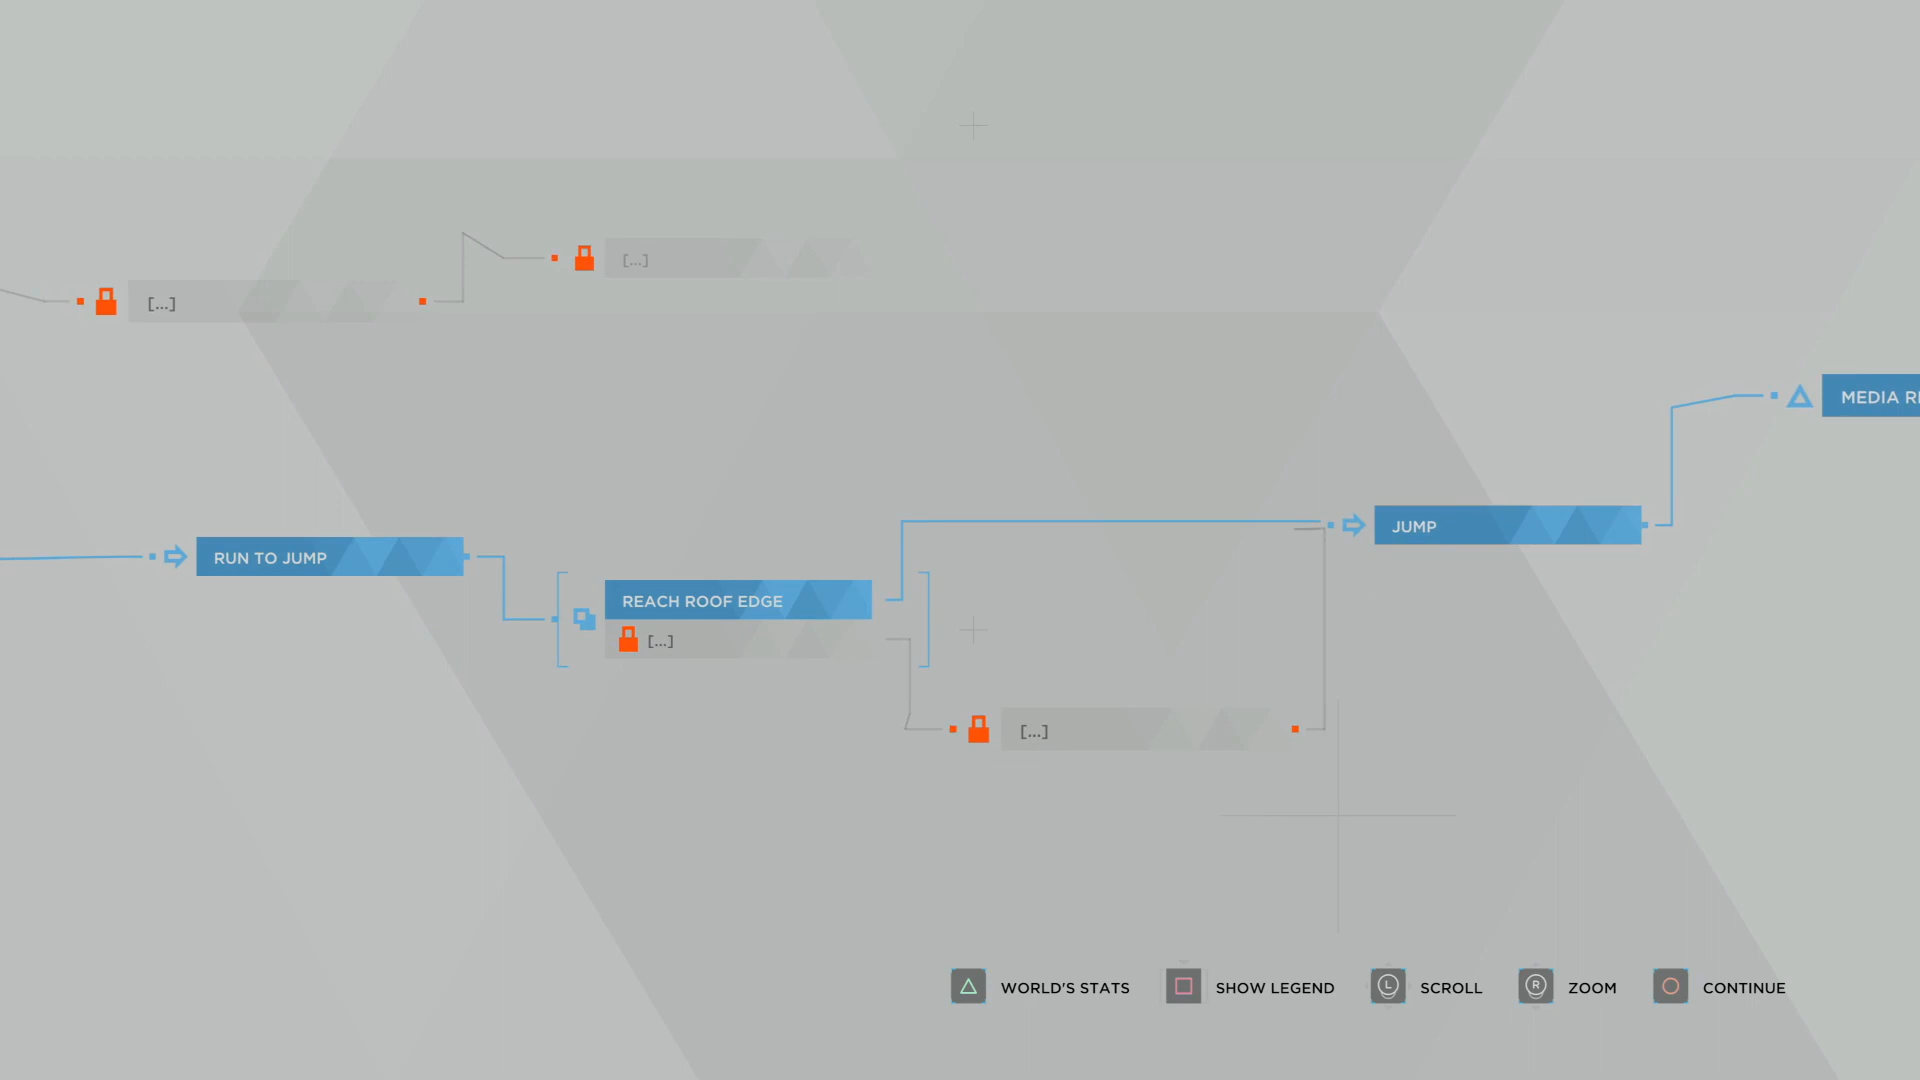 [...]
[...]
MEDIA R
RUN TO JUMP
JUMP
REACH ROOF EDGE
[...]
[...]
WORLD'S STATS
SHOW LEGEND
L
SCROLL
R
ZOOM
CONTINUE